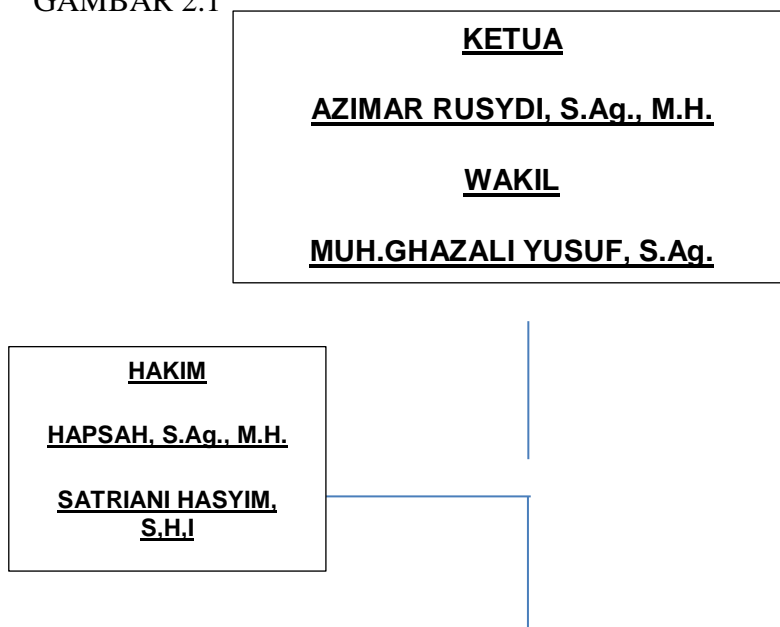 GAMBAR 2.1
KETUA
AZIMAR RUSYDI, S.Ag., M.H.
WAKIL
MUH.GHAZALI YUSUF, S.Ag.
HAKIM
HAPSAH, S.Ag., M.H.
SATRIANI HASYIM,
S,H,I